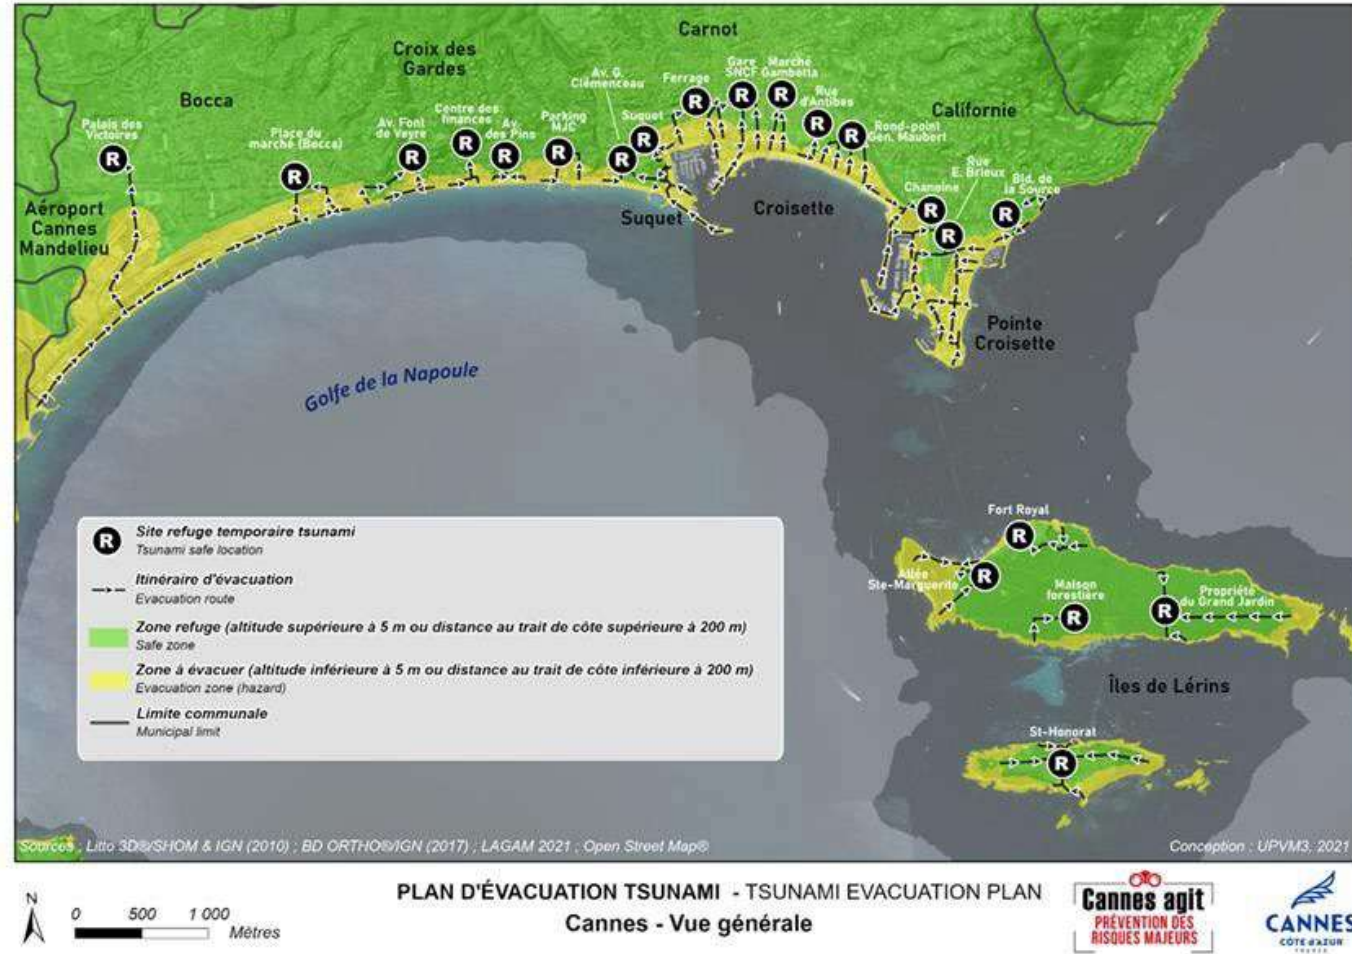 Carnot
Croix des
Gardes
Bocca
Californie
Palais des
Victoires
R
Place du
marché (Bocca)
R
Av. Font
de Veyre
R
Centre des
finances
R
Av.
des Pins
R
Parking
MJC
R
Av. G.
Clémenceau
R
Suquet
R
Ferrage
R
Gare
SNCF
R
Marché
Gambetta
R
Rue
d'Antibes
R
Rond-point
Gén. Maubert
R
Chanoine
R
Rue
E. Brieux
R
Bld. de
la Source
R
Aéroport
Cannes
Mandelieu
Suquet
Croisette
Pointe
Croisette
Golfe de la Napoule
Fort Royal
R
Allée
Ste-Marguerite
R
Maison
forestière
R
Propriété
du Grand Jardin
R
Îles de Lérins
St-Honorat
R
R
Site refuge temporaire tsunami
Tsunami safe location
Itinéraire d'évacuation
Evacuation route
Zone refuge (altitude supérieure à 5 m ou distance au trait de côte supérieure à 200 m)
Safe zone
Zone à évacuer (altitude inférieure à 5 m ou distance au trait de côte inférieure à 200 m)
Evacuation zone (hazard)
Limite communale
Municipal limit
Sources : Litto 3D®/SHOM & IGN (2010) ; BD ORTHO®/IGN (2017) ; LAGAM 2021 ; Open Street Map®
Conception : UPVM3, 2021
N
0 500 1 000
Mètres
PLAN D'ÉVACUATION TSUNAMI - TSUNAMI EVACUATION PLAN
Cannes - Vue générale
Cannes agit
PRÉVENTION DES
RISQUES MAJEURS
CANNES
CÔTE D'AZUR
FRANCE